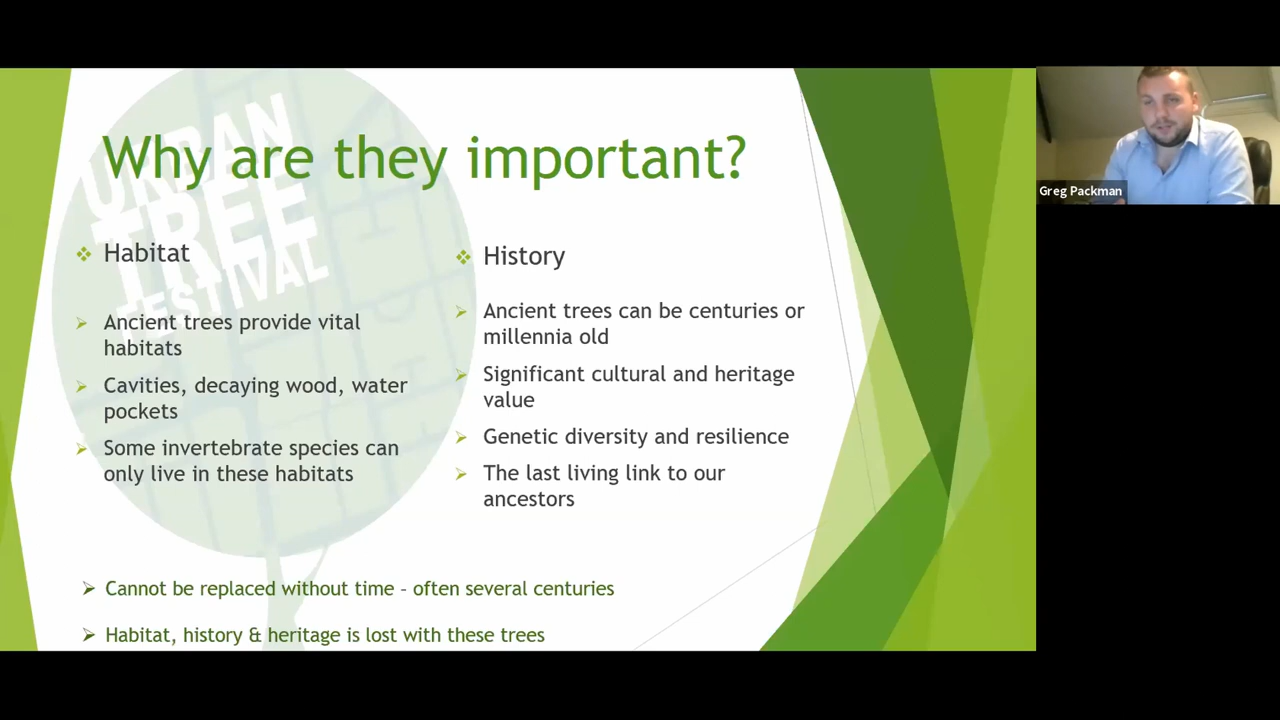 Why are they important?
URBAN
TREE
FESTIVAL
Habitat
Ancient trees provide vital
habitats
Cavities, decaying wood, water
pockets
Some invertebrate species can
only live in these habitats
History
Ancient trees can be centuries or
millennia old
Significant cultural and heritage
value
Genetic diversity and resilience
The last living link to our
ancestors
Cannot be replaced without time – often several centuries
Habitat, history & heritage is lost with these trees
Greg Packman